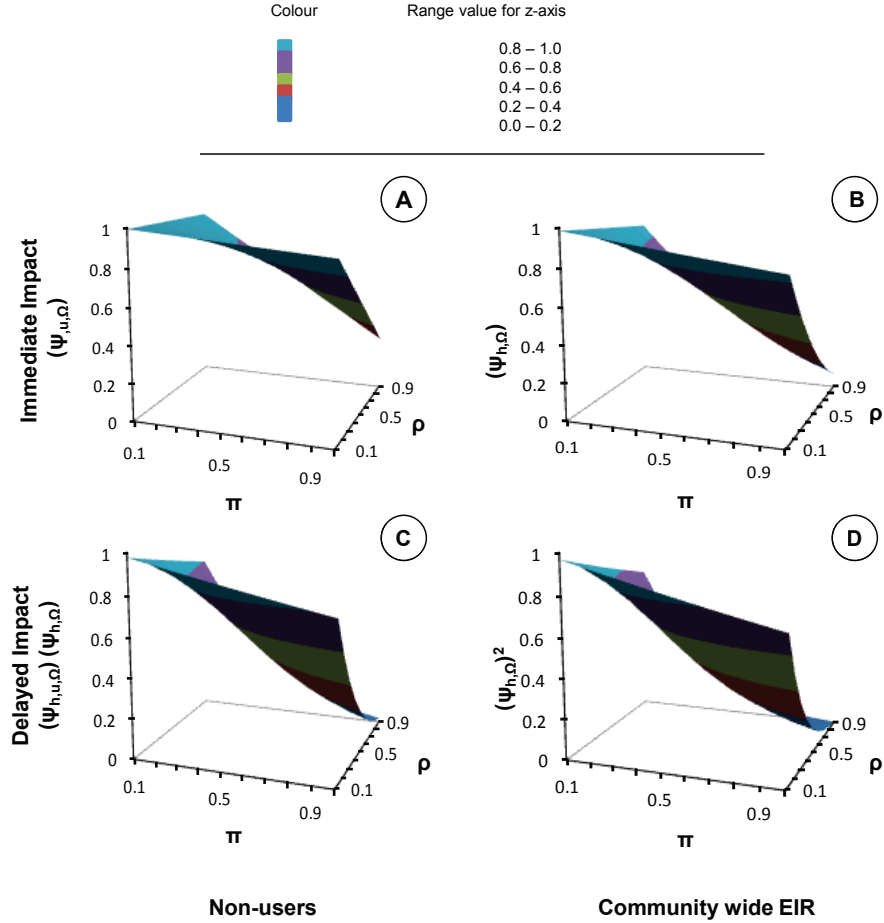 Colour Range value for z-axis
0.8 – 1.0
0.6 – 0.8
0.4 – 0.6
0.2 – 0.4
0.0 – 0.2
A
Immediate Impact
(Ψ,u,Ω)
1
0.8
0.6
0.4
0.2
0
0.1
0.5
0.9
π
0.1
0.5
0.9
ρ
B
(Ψh,Ω)
1
0.8
0.6
0.4
0.2
0
0.1
0.5
0.9
π
0.1
0.5
0.9
ρ
C
Delayed Impact
(Ψh,u,Ω) (Ψh,Ω)
1
0.8
0.6
0.4
0.2
0
0.1
0.5
0.9
π
0.1
0.5
0.9
ρ
D
(Ψh,Ω)2
1
0.8
0.6
0.4
0.2
0
0.1
0.5
0.9
π
0.1
0.5
0.9
ρ
Non-users
Community wide EIR